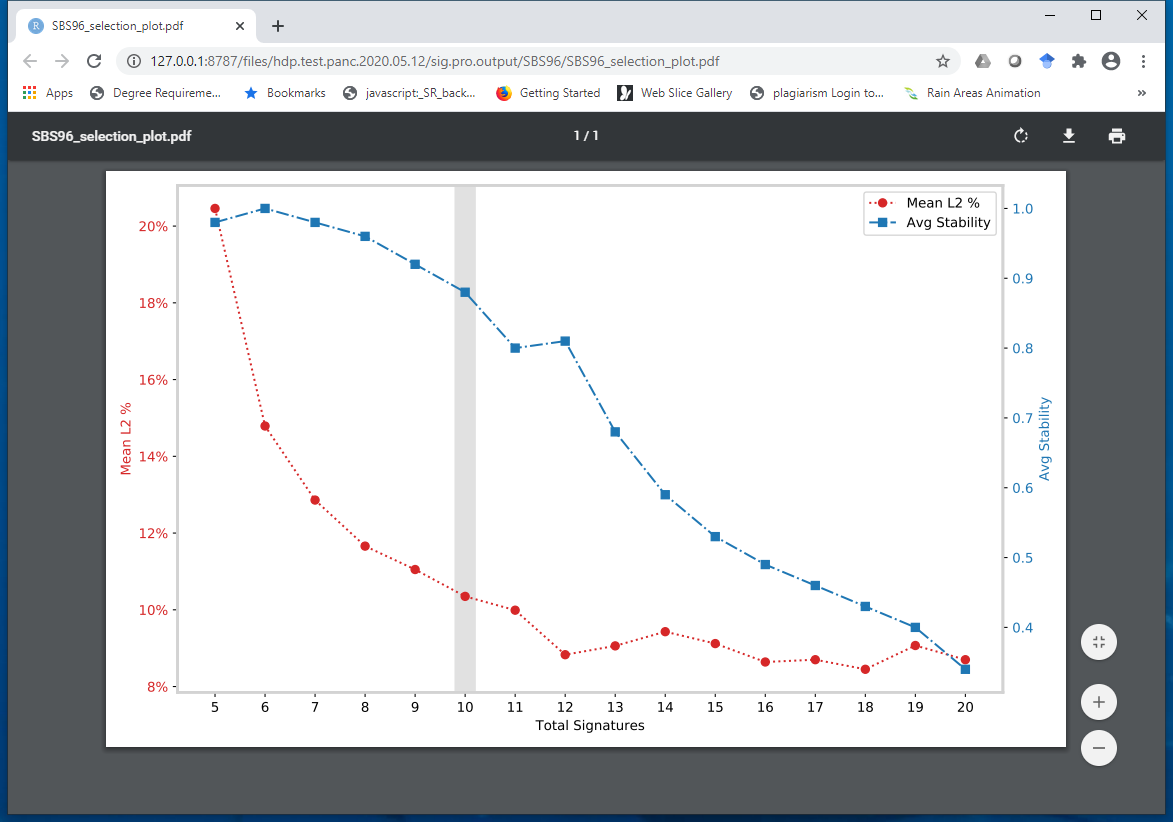 SBS96_selection_plot.pdf
127.0.0.1:8787/files/hdp.test.panc.2020.05.12/sig.pro.output/SBS96/SBS96_selection_plot.pdf
Apps Degree Requireme... Bookmarks javascript:_SR_back... Getting Started Web Slice Gallery plagiarism Login to... Rain Areas Animation »
SBS96_selection_plot.pdf 1 / 1
Mean L2 %
Avg Stability
20%
18%
16%
14%
12%
10%
8%
Mean L2 %
1.0
0.9
0.8
0.7
0.6
0.5
0.4
Avg Stability
5 6 7 8 9 10 11 12 13 14 15 16 17 18 19 20
Total Signatures